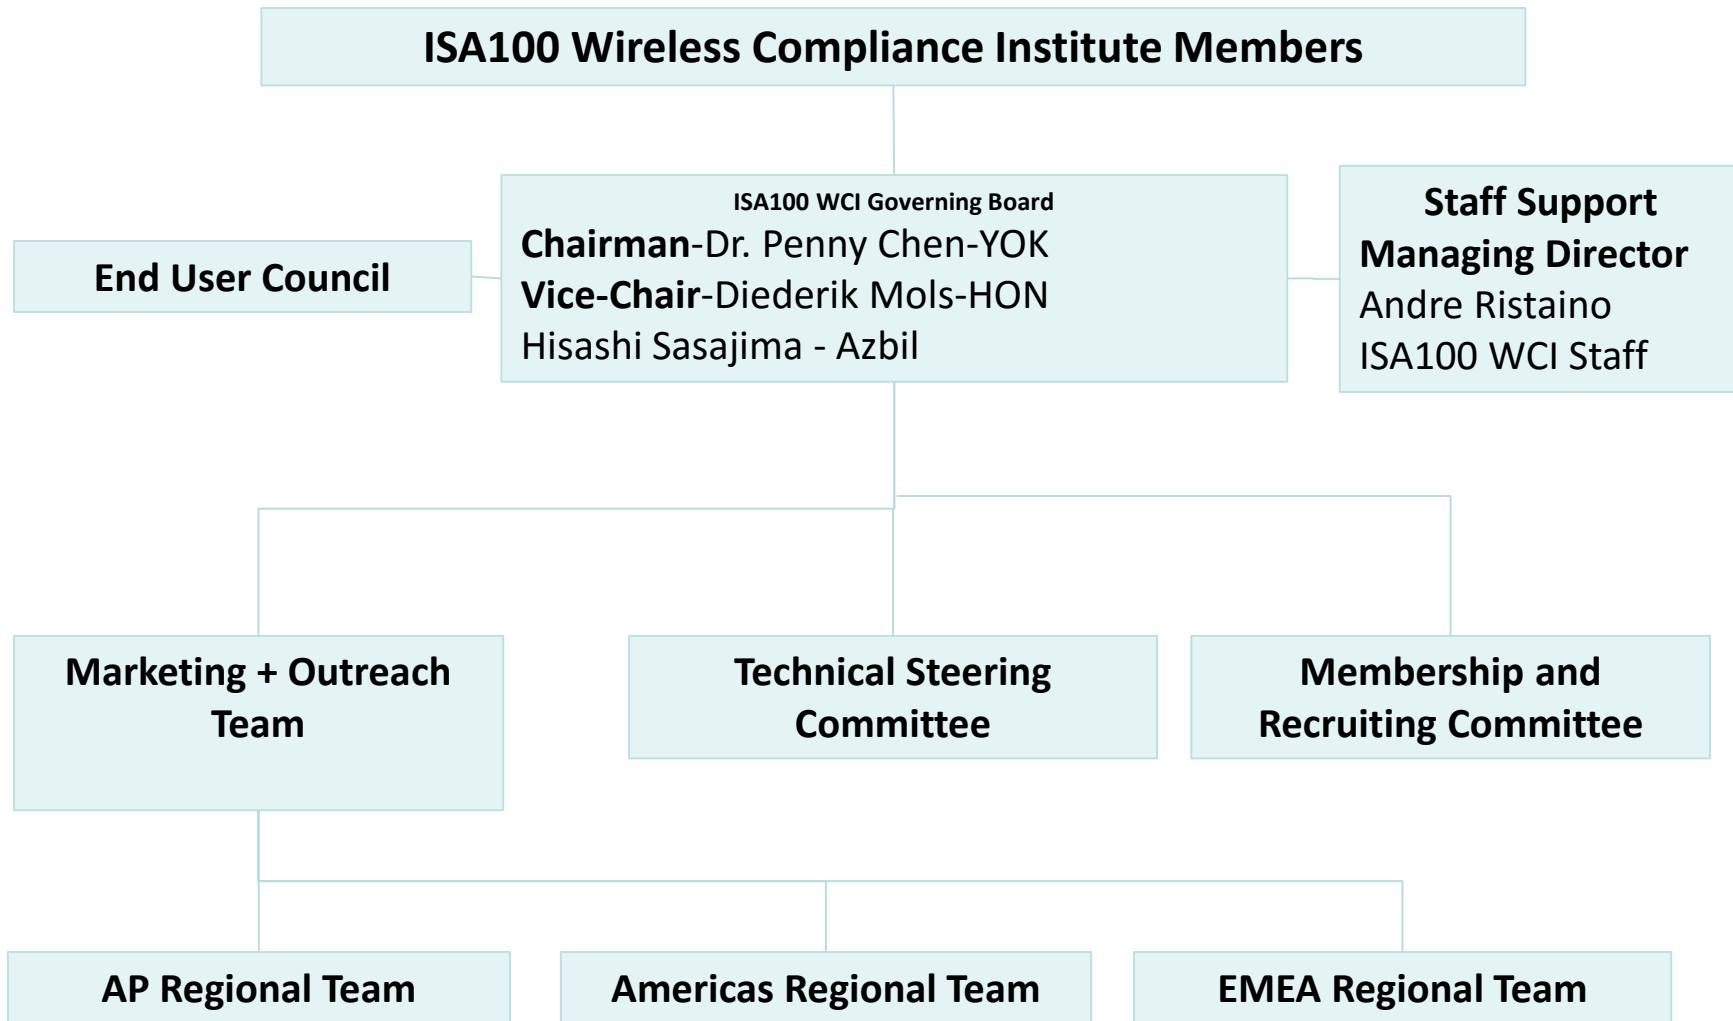 ISA100 Wireless Compliance Institute Members
ISA100 WCI Governing Board
Chairman-Dr. Penny Chen-YOK
Vice-Chair-Diederik Mols-HON
Hisashi Sasajima - Azbil
End User Council
Staff Support
Managing Director
Andre Ristaino
ISA100 WCI Staff
Marketing + Outreach
Team
Technical Steering
Committee
Membership and
Recruiting Committee
AP Regional Team
Americas Regional Team
EMEA Regional Team